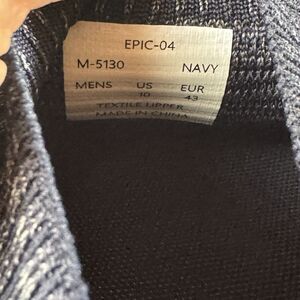 EPIC-04
M-5130 NAVY
MENS US EUR
10 43
TEXTILE UPPER
MADE IN CHINA